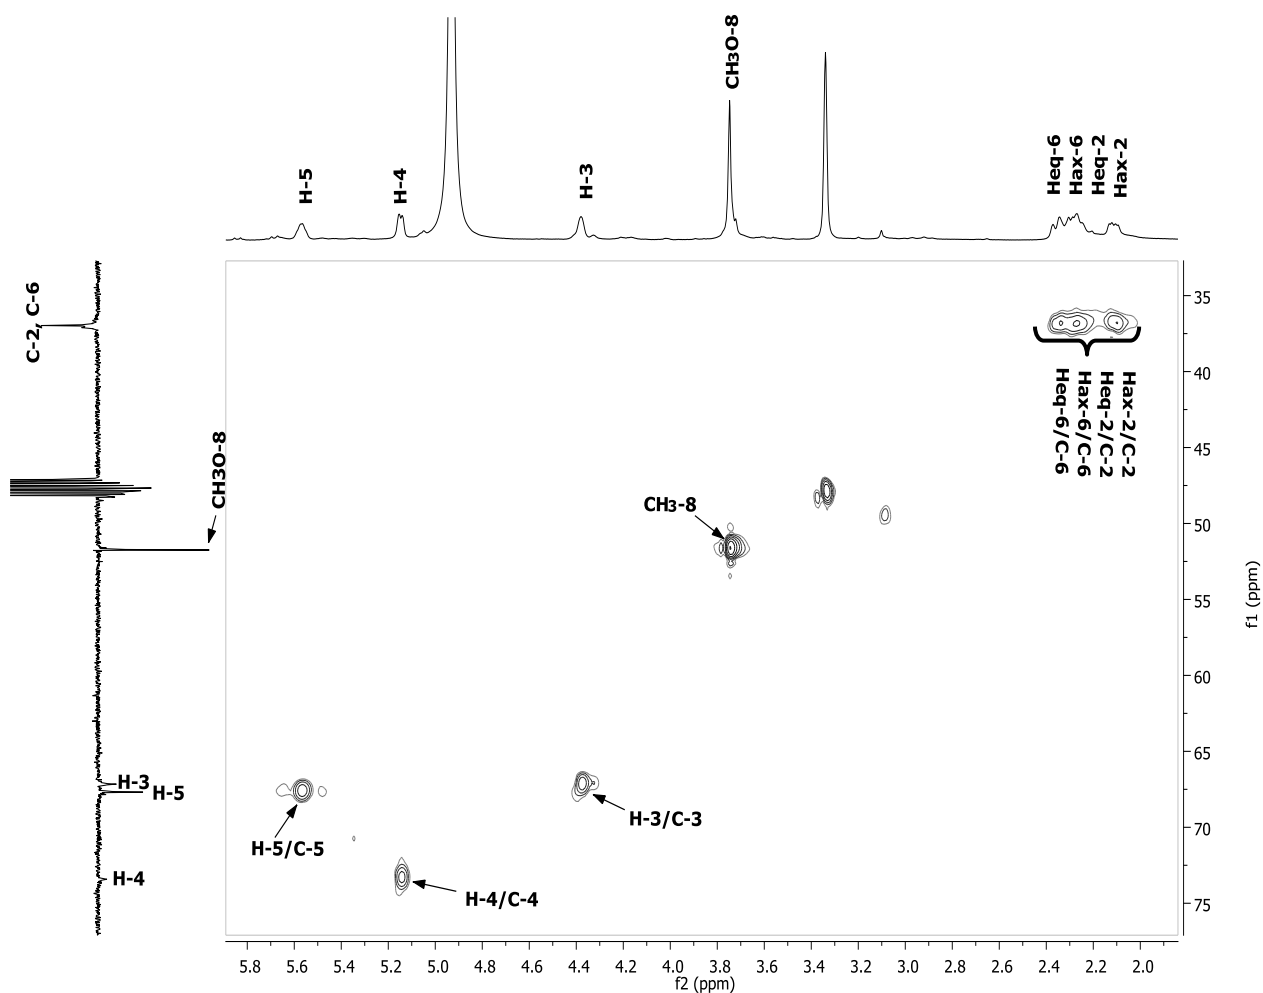 CH₃O-8
H-5
H-4
H-3
Heq-6
Hax-6
Heq-2
Hax-2
C-2, C-6
CH3O-8
H-3
H-5
H-4
CH₃-8
Heq-6/C-6
Hax-6/C-6
Heq-2/C-2
Hax-2/C-2
H-5/C-5
H-3/C-3
H-4/C-4
35
40
45
50
55
60
65
70
75
f1 (ppm)
5.8 5.6 5.4 5.2 5.0 4.8 4.6 4.4 4.2 4.0 3.8 3.6 3.4 3.2 3.0 2.8 2.6 2.4 2.2 2.0
f2 (ppm)